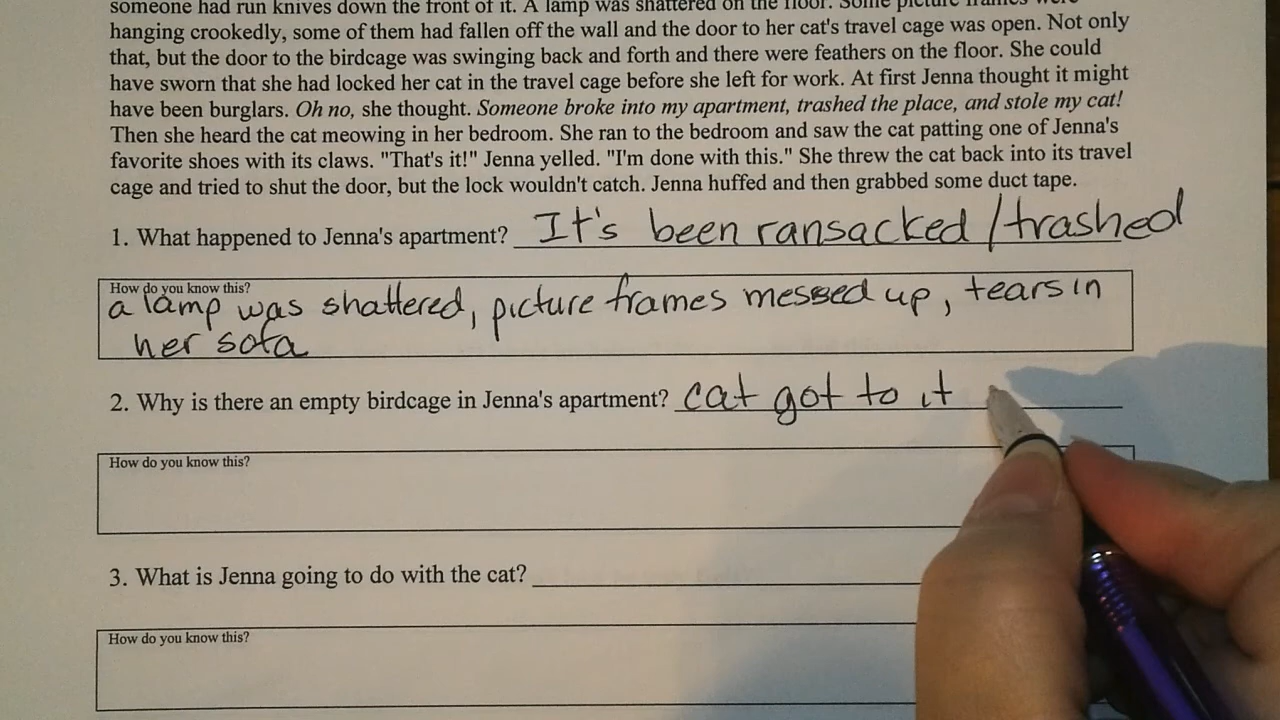 someone had run knives down the front of it. A lamp was shattered on the floor. Some picture frames were
hanging crookedly, some of them had fallen off the wall and the door to her cat's travel cage was open. Not only
that, but the door to the birdcage was swinging back and forth and there were feathers on the floor. She could
have sworn that she had locked her cat in the travel cage before she left for work. At first Jenna thought it might
have been burglars. Oh no, she thought. Someone broke into my apartment, trashed the place, and stole my cat!
Then she heard the cat meowing in her bedroom. She ran to the bedroom and saw the cat patting one of Jenna's
favorite shoes with its claws. "That's it!" Jenna yelled. "I'm done with this." She threw the cat back into its travel
cage and tried to shut the door, but the lock wouldn't catch. Jenna huffed and then grabbed some duct tape.
1. What happened to Jenna's apartment? It's been ransacked/trashed
How do you know this?
a lamp was shattered, picture frames messed up, tears in
her sofa
2. Why is there an empty birdcage in Jenna's apartment? cat got to it
How do you know this?
3. What is Jenna going to do with the cat?
How do you know this?